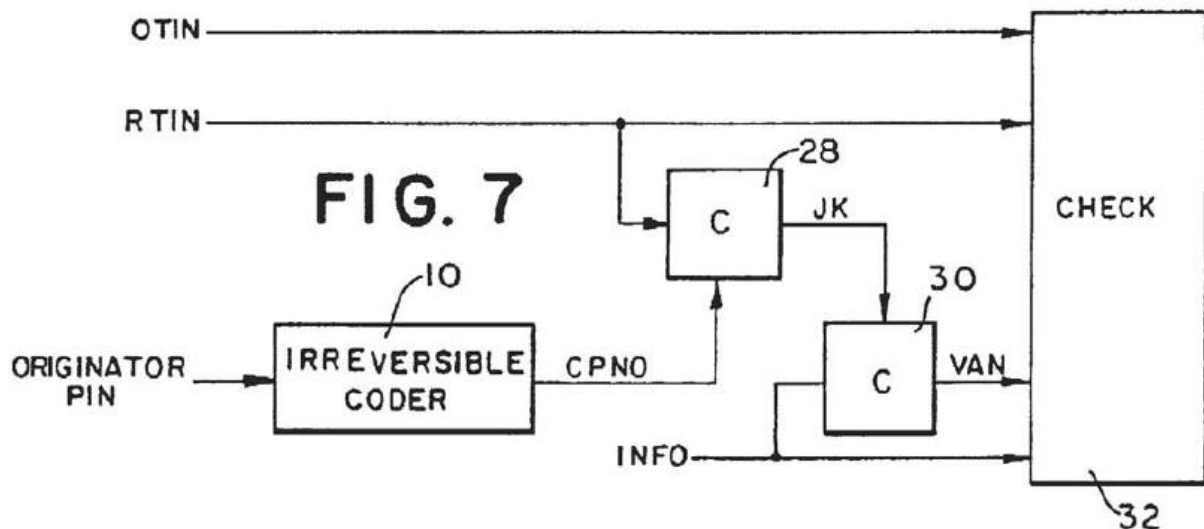 OTIN
RTIN
28
FIG. 7
C
JK
CHECK
10
30
ORIGINATOR
PIN
IRREVERSIBLE
CODER
CPNO
C
VAN
INFO
32